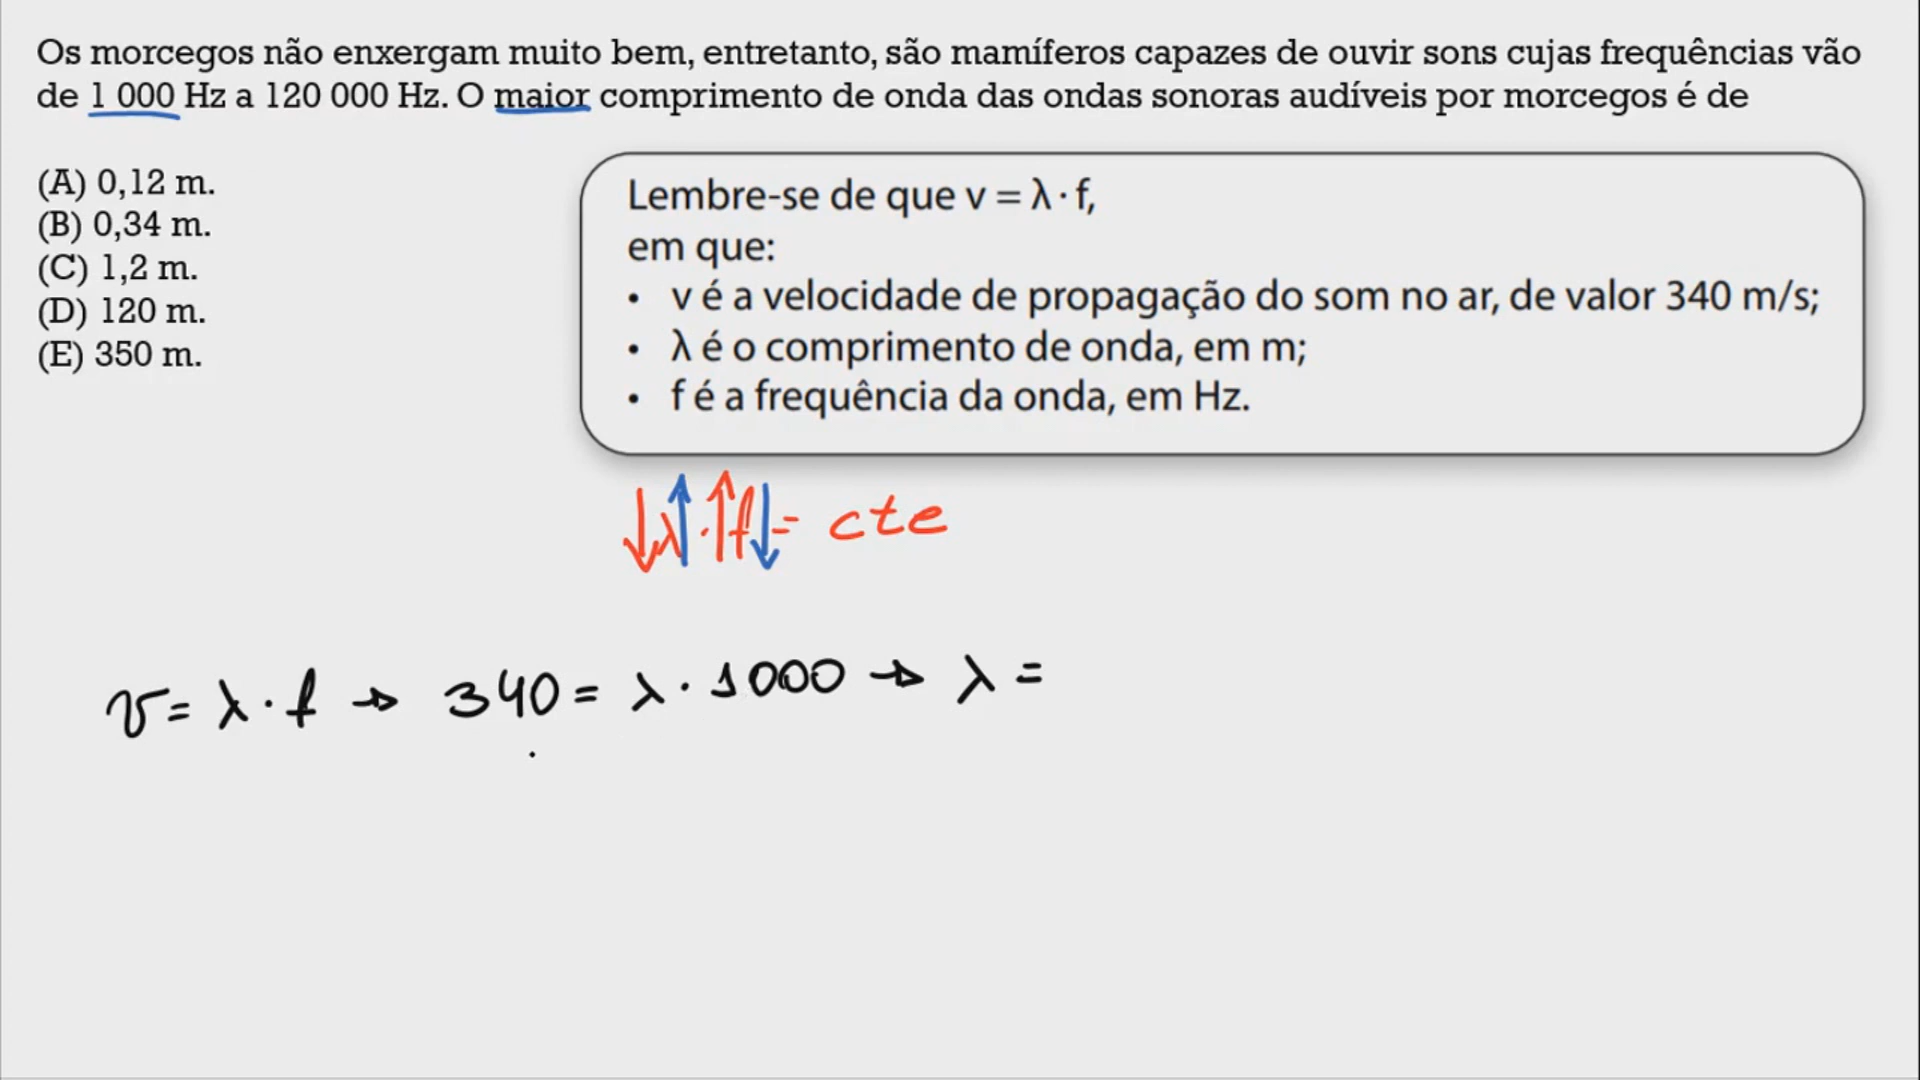 Os morcegos não enxergam muito bem, entretanto, são mamíferos capazes de ouvir sons cujas frequências vão
de 1 000 Hz a 120 000 Hz. O maior comprimento de onda das ondas sonoras audíveis por morcegos é de
(A) 0,12 m.
(B) 0,34 m.
(C) 1,2 m.
(D) 120 m.
(E) 350 m.
Lembre-se de que v = λ · f,
em que:
• v é a velocidade de propagação do som no ar, de valor 340 m/s;
• λ é o comprimento de onda, em m;
• f é a frequência da onda, em Hz.
↓λ↑·↑f↓= cte
v = λ · f → 340 = λ · 1000 → λ =